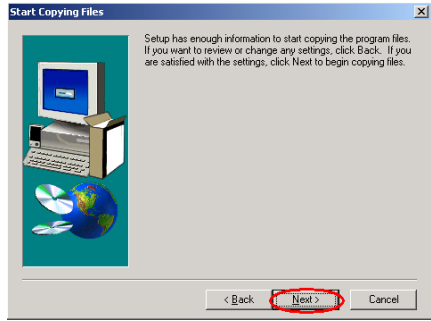 Start Copying Files
Setup has enough information to start copying the program files.
If you want to review or change any settings, click Back. If you
are satisfied with the settings, click Next to begin copying files.
< Back
Next >
Cancel